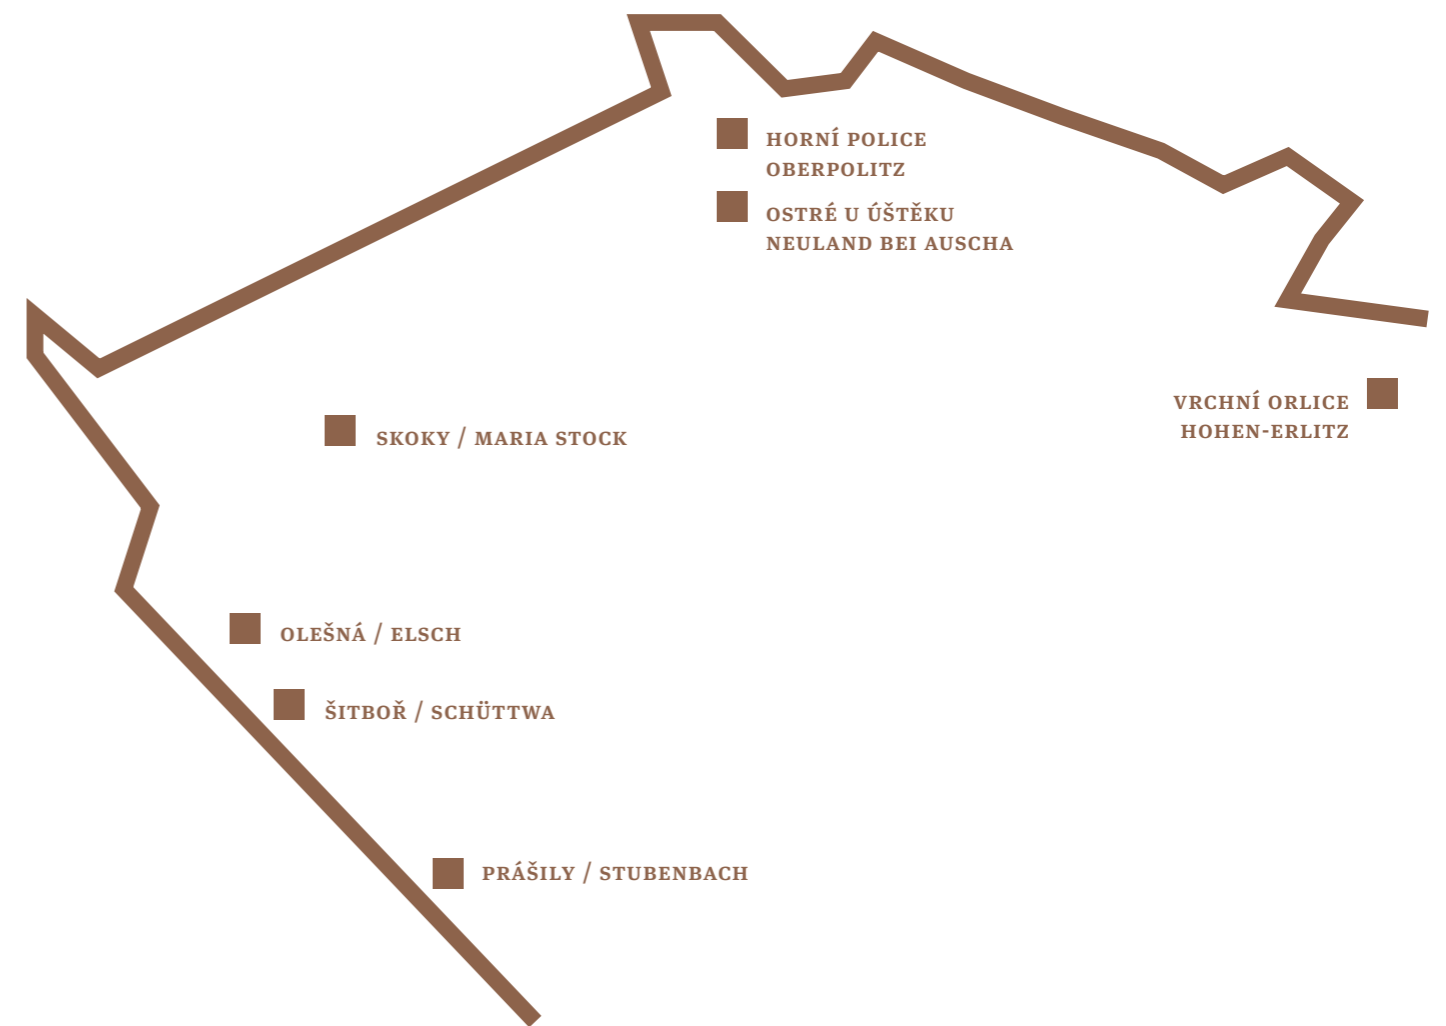 HORNÍ POLICE
OBERPOLITZ
OSTRÉ U ÚŠTĚKU
NEULAND BEI AUSCHA
VRCHNÍ ORLICE
HOHEN-ERLITZ
SKOKY / MARIA STOCK
OLEŠNÁ / ELSCH
ŠITBOŘ / SCHÜTTWA
PRÁŠILY / STUBENBACH